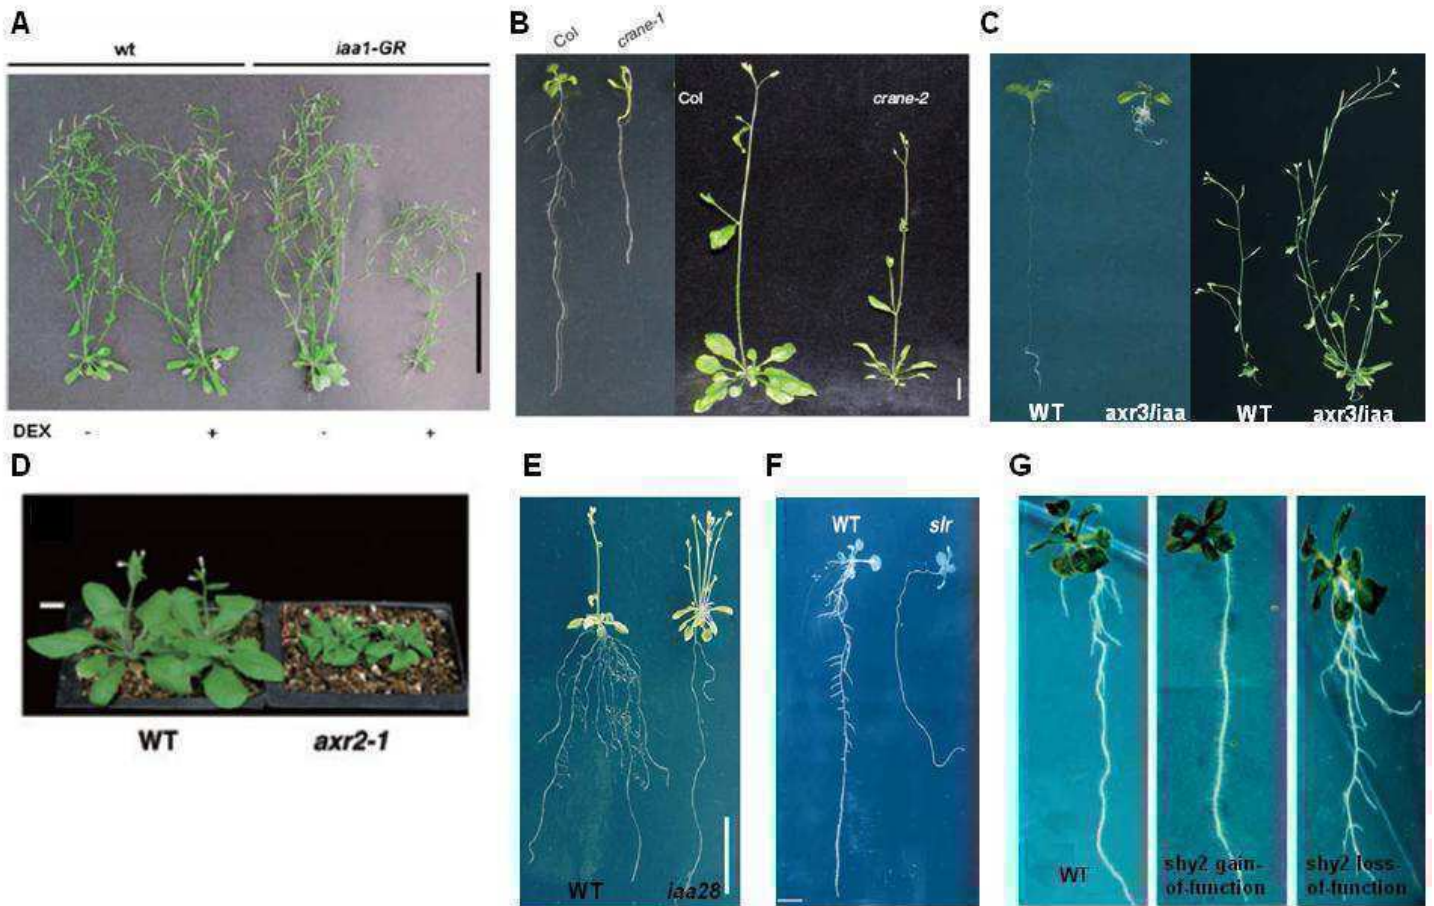 A
wt
iaa1-GR
DEX - + - +
B
Col
crane-1
Col
crane-2
C
WT
axr3/iaa
WT
axr3/iaa
D
WT
axr2-1
E
WT
iaa28
F
WT
slr
G
WT
shy2 gain-
of-function
shy2 loss-
of-function